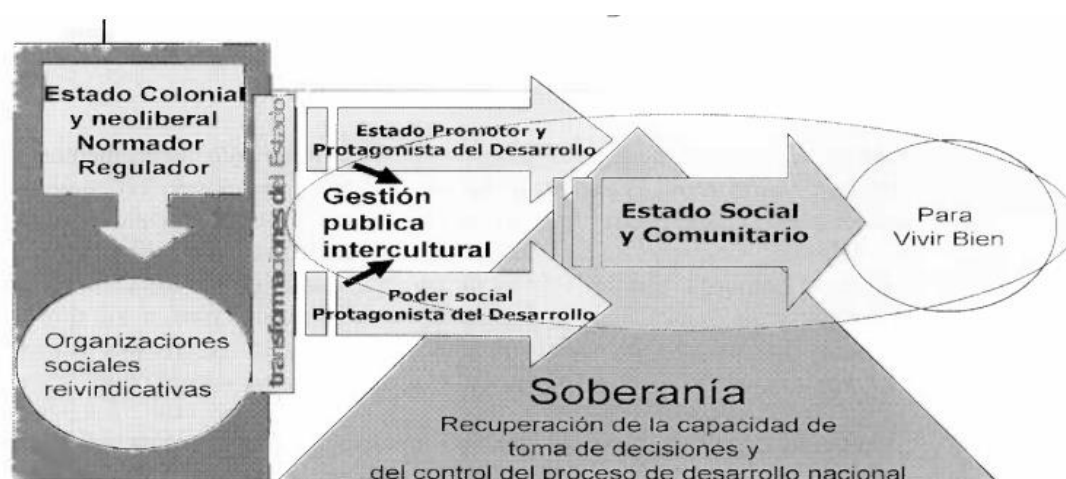 Estado Colonial
y neoliberal
Normador
Regulador
Organizaciones
sociales
reivindicativas
transformaciones del Estado
Estado Promotor y
Protagonista del Desarrollo
Gestión
publica
intercultural
Poder social
Protagonista del Desarrollo
Estado Social
y Comunitario
Para
Vivir Bien
Soberanía
Recuperación de la capacidad de
toma de decisiones y
del control del proceso de desarrollo nacional